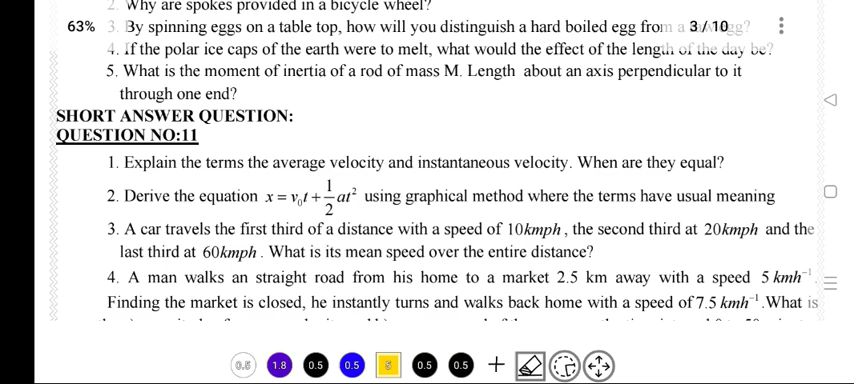 2. Why are spokes provided in a bicycle wheel?
63% 3. By spinning eggs on a table top, how will you distinguish a hard boiled egg from a 3/10 egg?
4. If the polar ice caps of the earth were to melt, what would the effect of the length of the day be?
5. What is the moment of inertia of a rod of mass M. Length about an axis perpendicular to it
through one end?
SHORT ANSWER QUESTION:
QUESTION NO:11
1. Explain the terms the average velocity and instantaneous velocity. When are they equal?
2. Derive the equation x = v₀t + 1/2 at² using graphical method where the terms have usual meaning
3. A car travels the first third of a distance with a speed of 10kmph, the second third at 20kmph and the
last third at 60kmph. What is its mean speed over the entire distance?
4. A man walks an straight road from his home to a market 2.5 km away with a speed 5 kmh⁻¹.
Finding the market is closed, he instantly turns and walks back home with a speed of 7.5 kmh⁻¹.What is
0.5 1.8 0.5 0.5 5 0.5 0.5 +